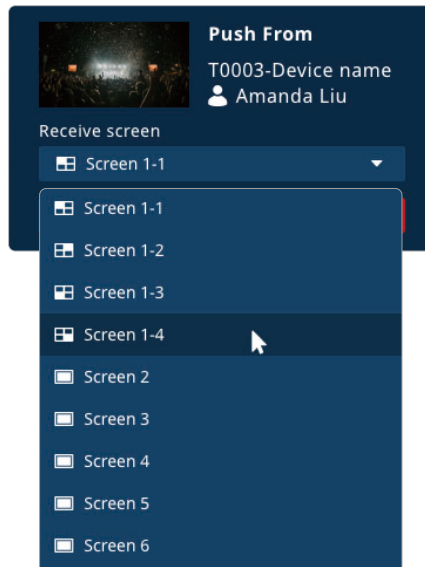 Push From
T0003-Device name
Amanda Liu
Receive screen
Screen 1-1
Screen 1-1
Screen 1-2
Screen 1-3
Screen 1-4
Screen 2
Screen 3
Screen 4
Screen 5
Screen 6